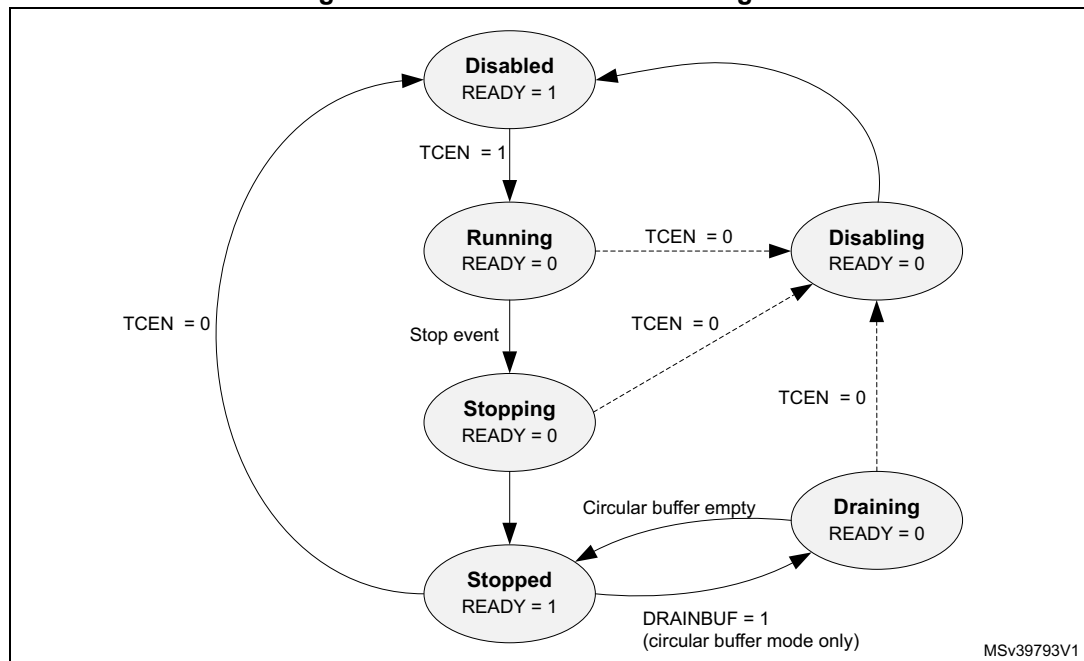 Disabled
READY = 1
TCEN = 1
Running
READY = 0
TCEN = 0
Disabling
READY = 0
TCEN = 0
Stop event
TCEN = 0
TCEN = 0
Stopping
READY = 0
Circular buffer empty
Draining
READY = 0
Stopped
READY = 1
DRAINBUF = 1
(circular buffer mode only)
MSv39793V1